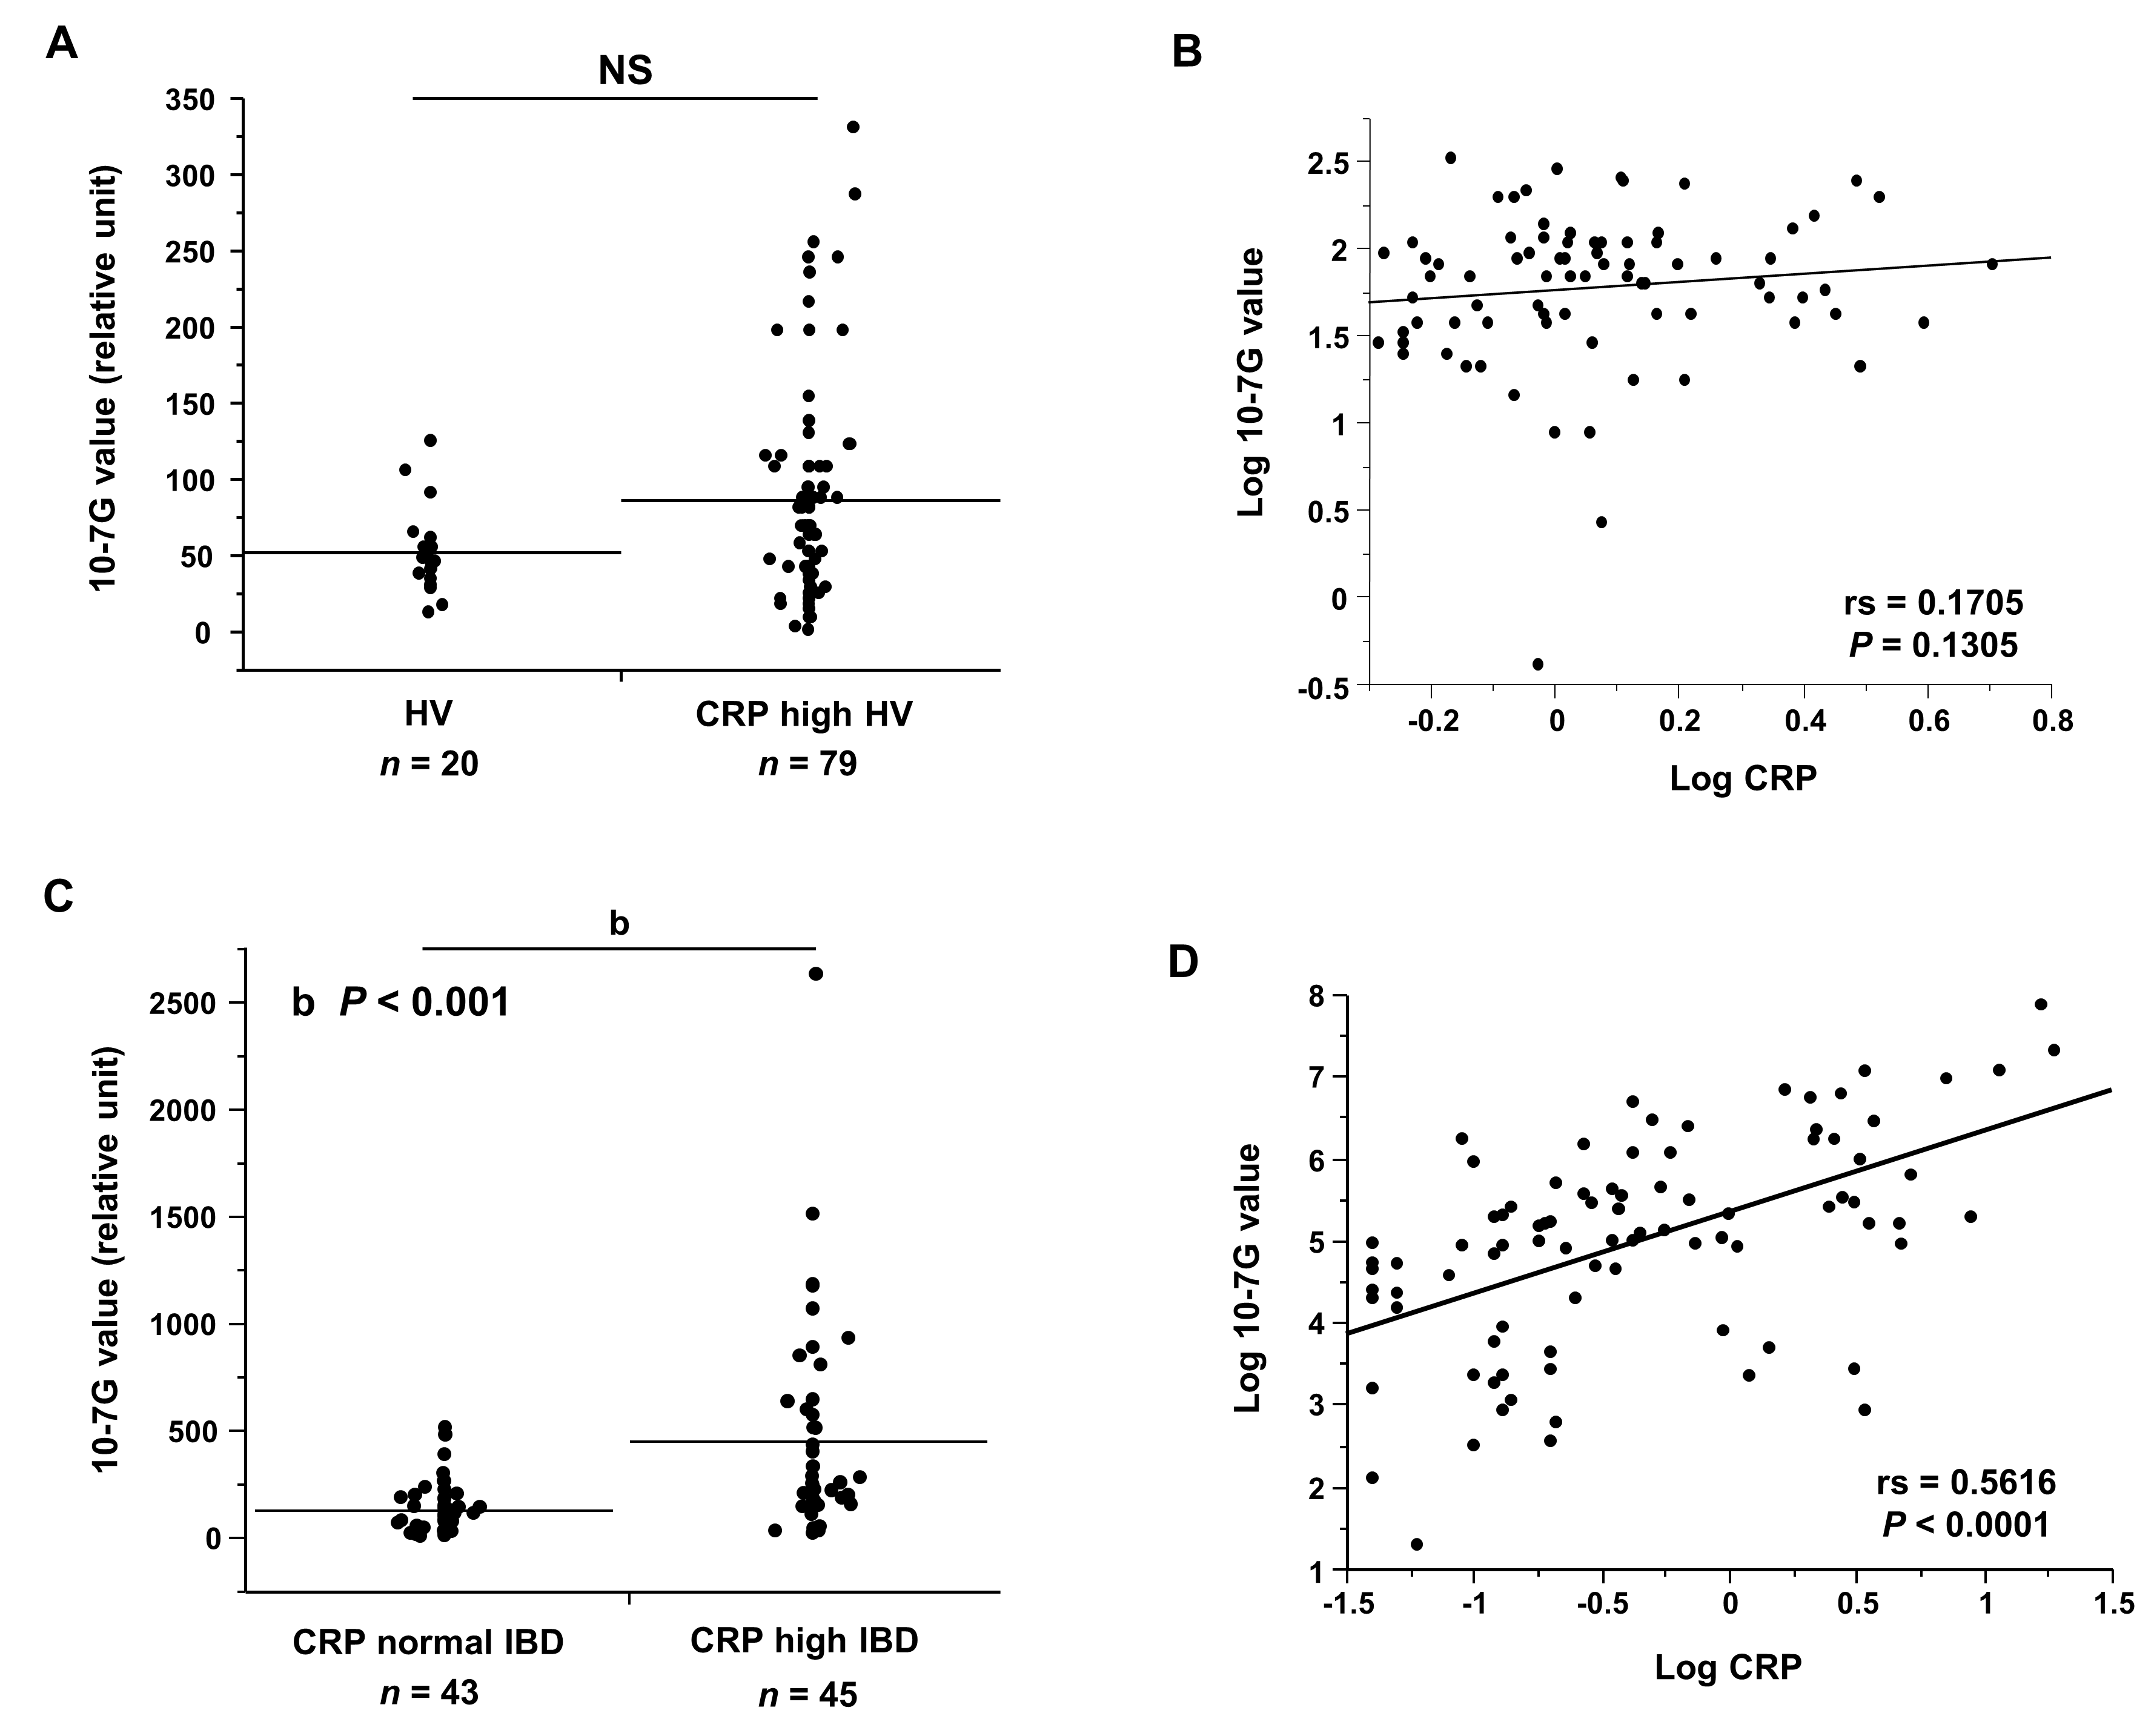 A
NS
350
300
250
200
150
100
50
0
10-7G value (relative unit)
HV
CRP high HV
n = 20
n = 79
B
2.5
2
1.5
1
0.5
0
-0.5
Log 10-7G value
rs = 0.1705
P = 0.1305
-0.2
0
0.2
0.4
0.6
0.8
Log CRP
C
b
b P < 0.001
2500
2000
1500
1000
500
0
10-7G value (relative unit)
CRP normal IBD
CRP high IBD
n = 43
n = 45
D
8
7
6
5
4
3
2
1
Log 10-7G value
rs = 0.5616
P < 0.0001
-1.5
-1
-0.5
0
0.5
1
1.5
Log CRP